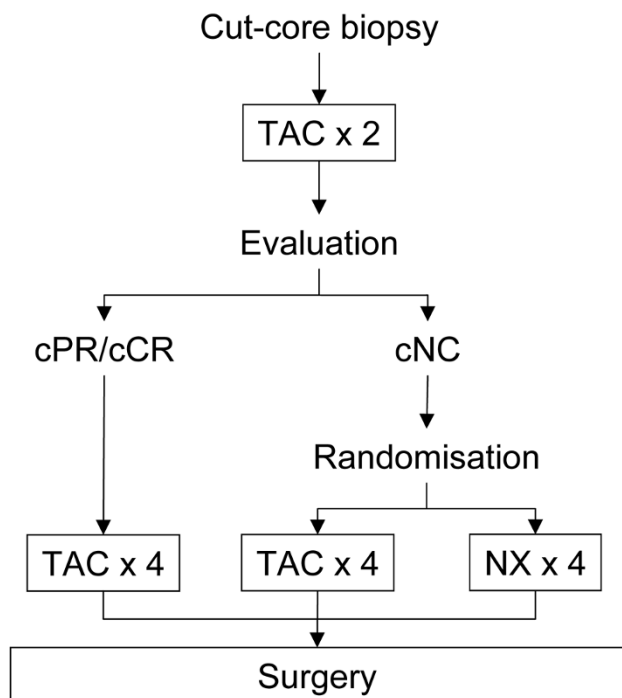 Cut-core biopsy
TAC x 2
Evaluation
cPR/cCR
cNC
Randomisation
TAC x 4
TAC x 4
NX x 4
Surgery